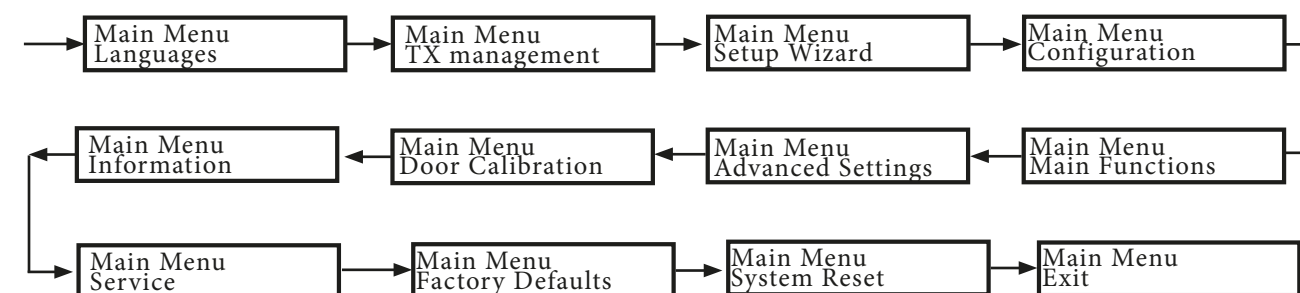 Main Menu
Languages
Main Menu
TX management
Main Menu
Setup Wizard
Main Menu
Configuration
Main Menu
Main Functions
Main Menu
Advanced Settings
Main Menu
Door Calibration
Main Menu
Information
Main Menu
Service
Main Menu
Factory Defaults
Main Menu
System Reset
Main Menu
Exit